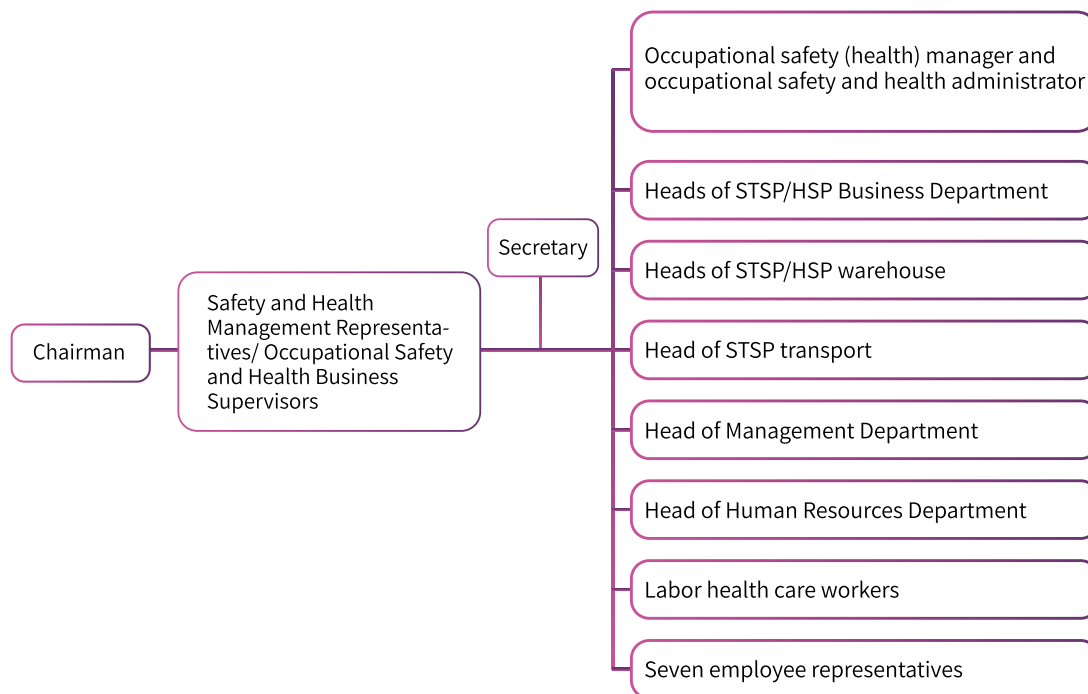 Chairman
Safety and Health
Management Representa-
tives/ Occupational Safety
and Health Business
Supervisors
Secretary
Occupational safety (health) manager and
occupational safety and health administrator
Heads of STSP/HSP Business Department
Heads of STSP/HSP warehouse
Head of STSP transport
Head of Management Department
Head of Human Resources Department
Labor health care workers
Seven employee representatives